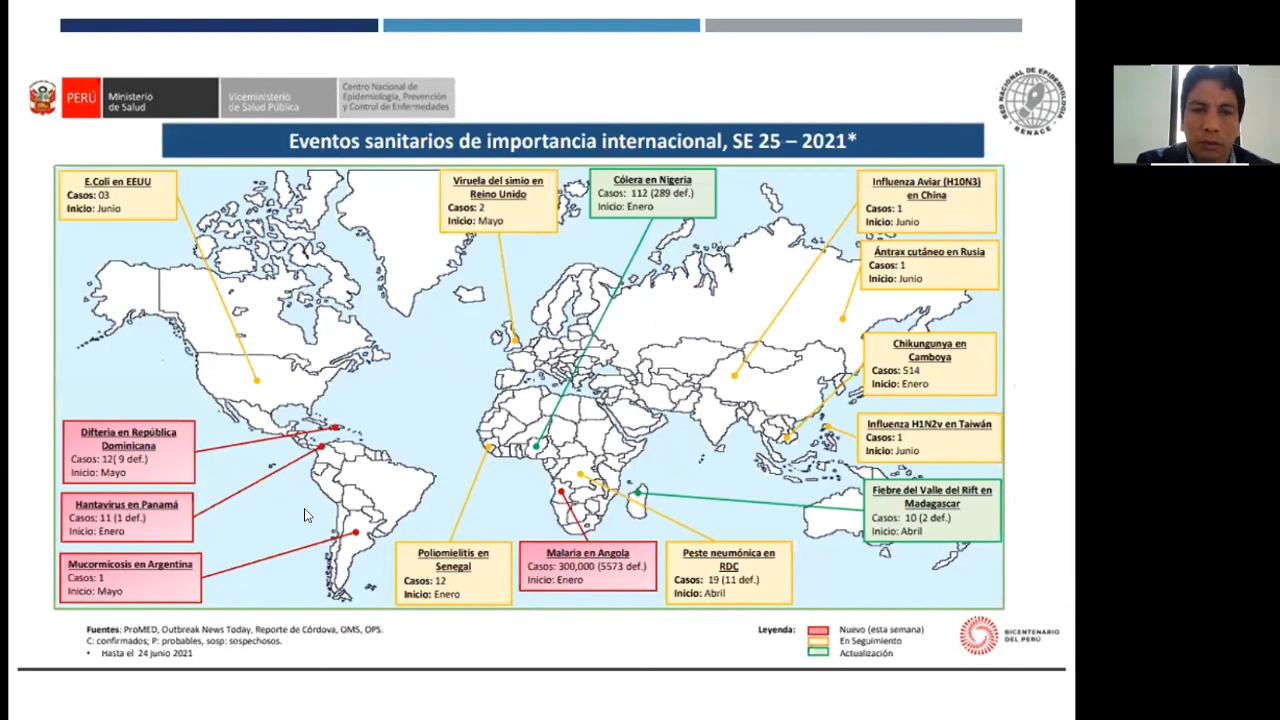 PERÚ
Ministerio
de Salud
Viceministerio
de Salud Pública
Centro Nacional de
Epidemiología, Prevención
y Control de Enfermedades
RED NACIONAL DE EPIDEMIOLOGÍA
RENACE
Eventos sanitarios de importancia internacional, SE 25 – 2021*
E.Coli en EEUU
Casos: 03
Inicio: Junio
Viruela del simio en
Reino Unido
Casos: 2
Inicio: Mayo
Cólera en Nigeria
Casos: 112 (289 def.)
Inicio: Enero
Influenza Aviar (H10N3)
en China
Casos: 1
Inicio: Junio
Ántrax cutáneo en Rusia
Casos: 1
Inicio: Junio
Chikungunya en
Camboya
Casos: 514
Inicio: Enero
Influenza H1N2v en Taiwán
Casos: 1
Inicio: Junio
Fiebre del Valle del Rift en
Madagascar
Casos: 10 (2 def.)
Inicio: Abril
Difteria en República
Dominicana
Casos: 12( 9 def.)
Inicio: Mayo
Hantavirus en Panamá
Casos: 11 (1 def.)
Inicio: Enero
Mucormicosis en Argentina
Casos: 1
Inicio: Mayo
Poliomielitis en
Senegal
Casos: 12
Inicio: Enero
Malaria en Angola
Casos: 300,000 (5573 def.)
Inicio: Enero
Peste neumónica en
RDC
Casos: 19 (11 def.)
Inicio: Abril
Fuentes: ProMED, Outbreak News Today, Reporte de Córdova, OMS, OPS.
C: confirmados; P: probables, sosp: sospechosos.
• Hasta el 24 junio 2021
Leyenda:
Nuevo (esta semana)
En Seguimiento
Actualización
BICENTENARIO
DEL PERÚ